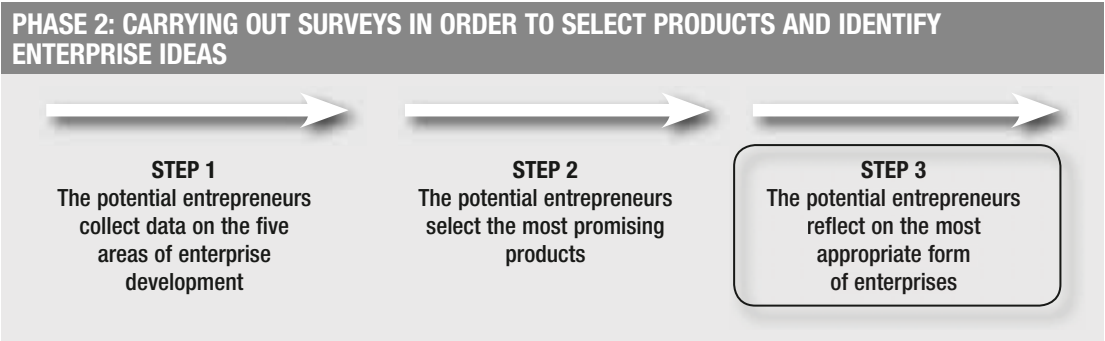 PHASE 2: CARRYING OUT SURVEYS IN ORDER TO SELECT PRODUCTS AND IDENTIFY
ENTERPRISE IDEAS
STEP 1
The potential entrepreneurs
collect data on the five
areas of enterprise
development
STEP 2
The potential entrepreneurs
select the most promising
products
STEP 3
The potential entrepreneurs
reflect on the most
appropriate form
of enterprises